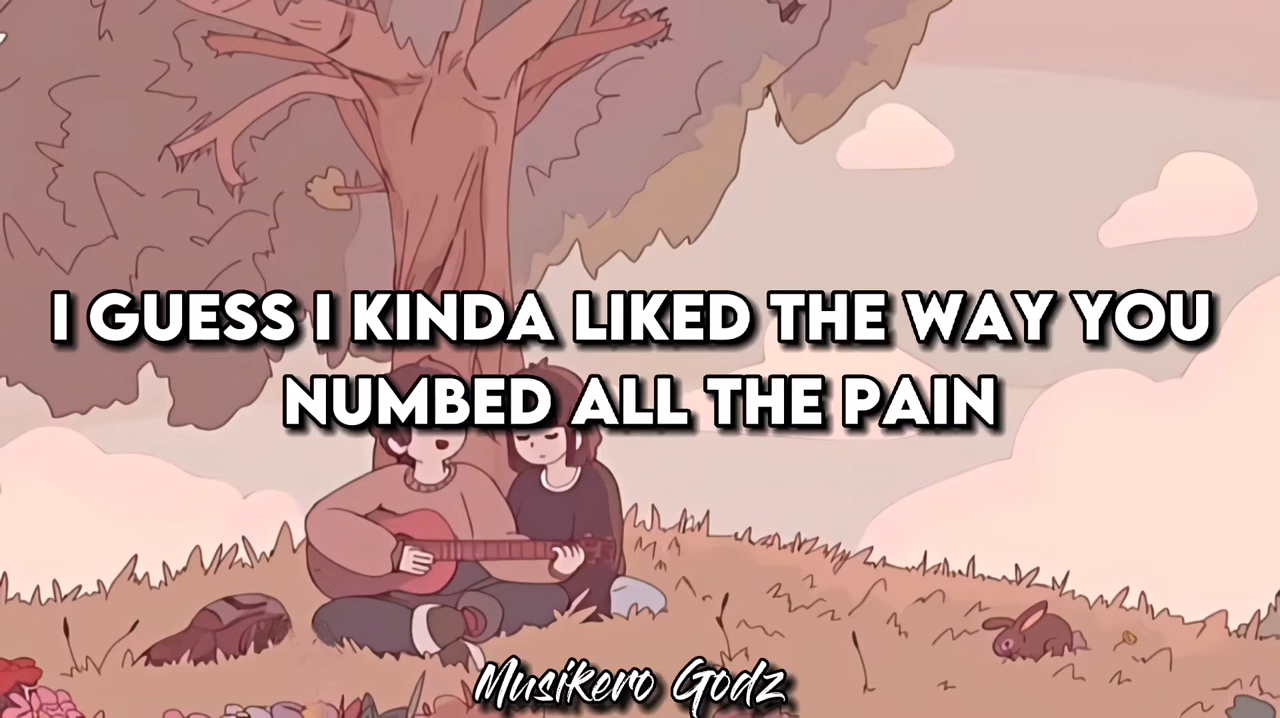 I GUESS I KINDA LIKED THE WAY YOU
NUMBED ALL THE PAIN
Musikero Godz